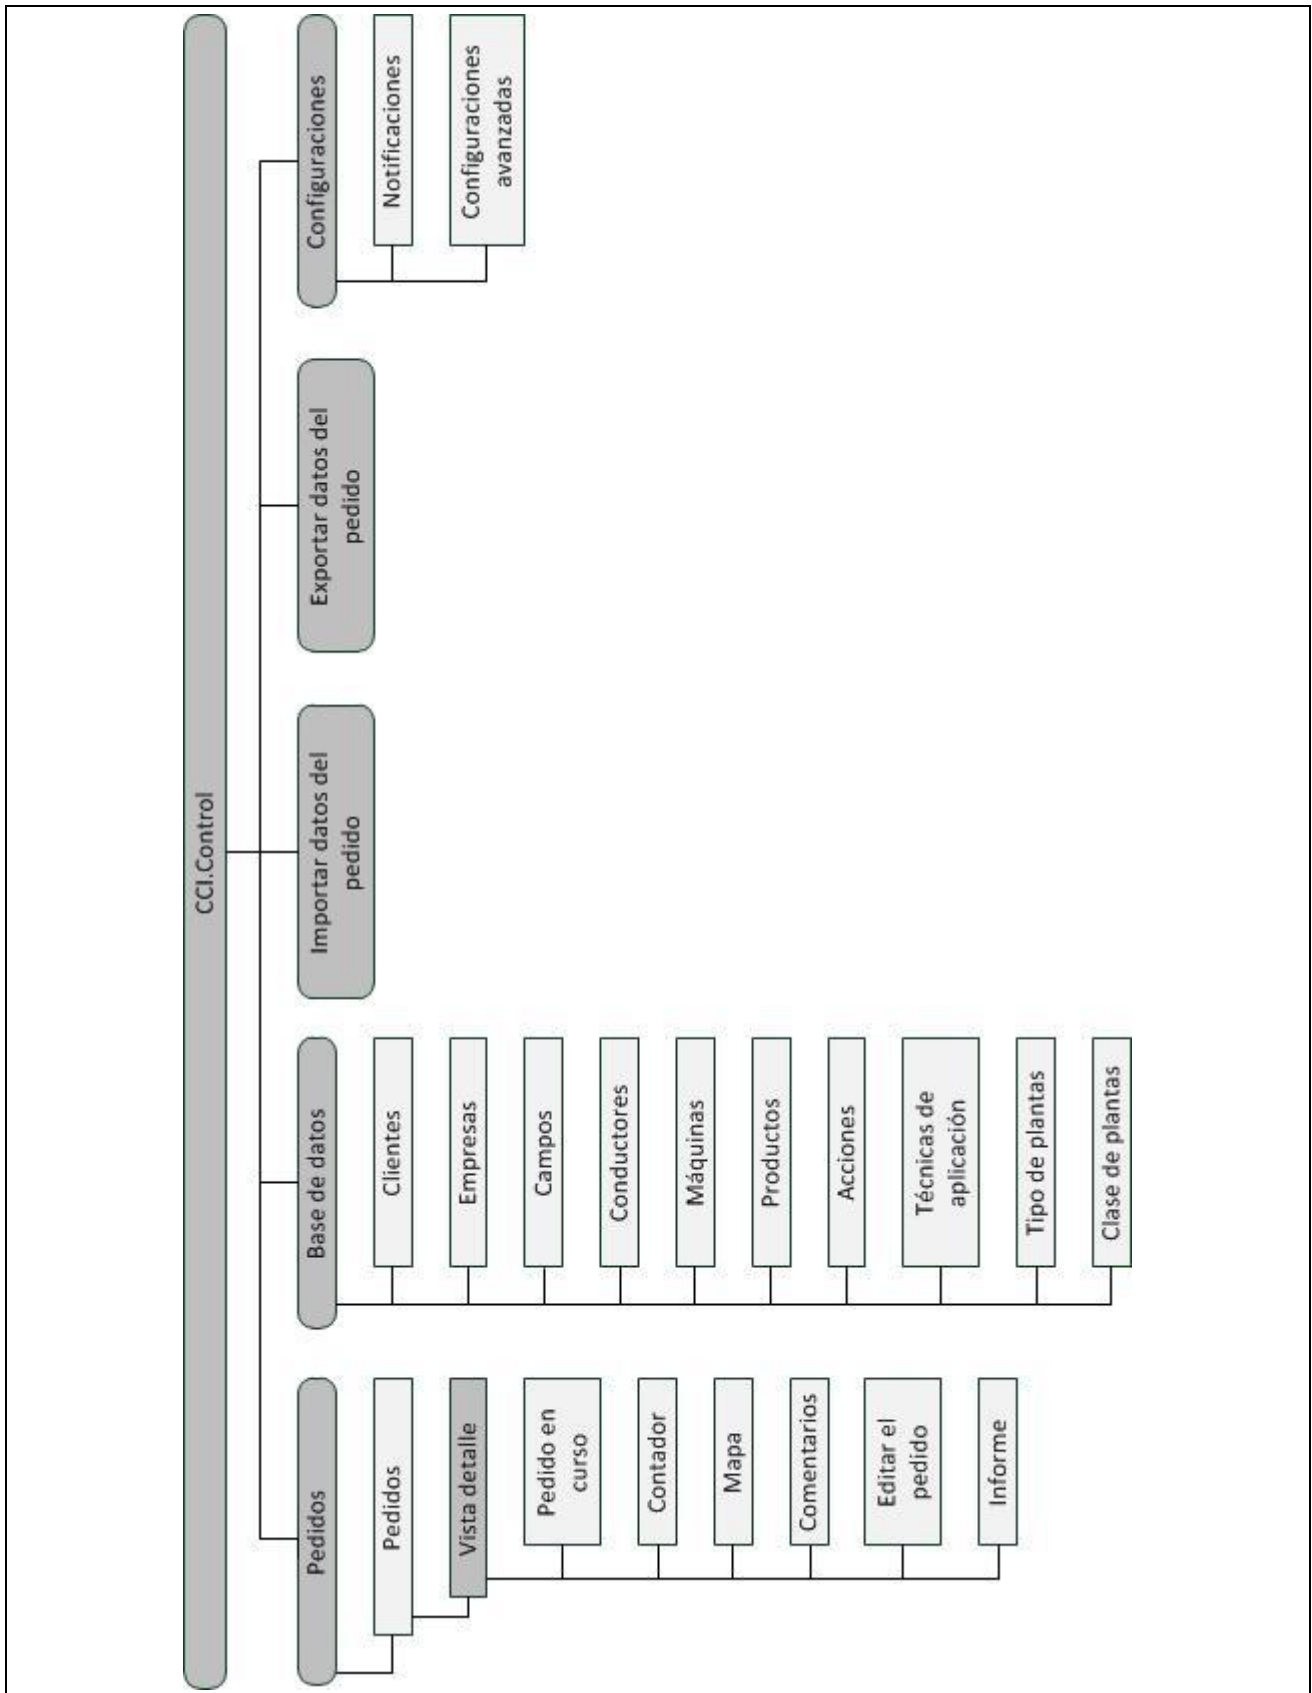 CCI.Control
Pedidos
Pedidos
Vista detalle
Pedido en
curso
Contador
Mapa
Comentarios
Editar el
pedido
Informe
Base de datos
Clientes
Empresas
Campos
Conductores
Máquinas
Productos
Acciones
Técnicas de
aplicación
Tipo de plantas
Clase de plantas
Importar datos del
pedido
Exportar datos del
pedido
Configuraciones
Notificaciones
Configuraciones
avanzadas